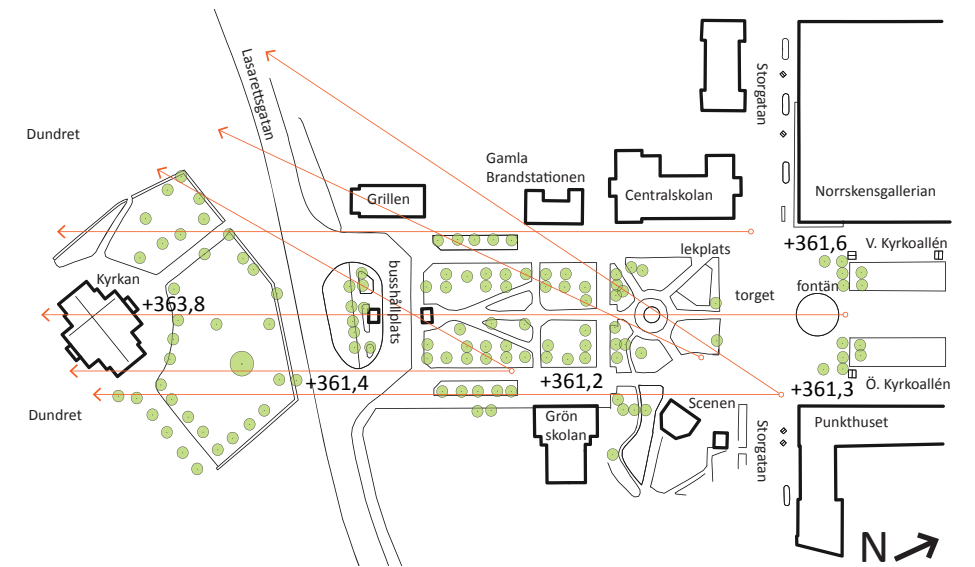 Lasarettsgatan
Storgatan
Dundret
Gamla
Brandstationen
Grillen
Centralskolan
Norrskensgallerian
+361,6
V. Kyrkoallén
lekplats
Kyrkan
+363,8
busshållplats
torget
fontän
+361,4
+361,2
+361,3
Ö. Kyrkoallén
Dundret
Grön
skolan
Scenen
Storgatan
Punkthuset
N